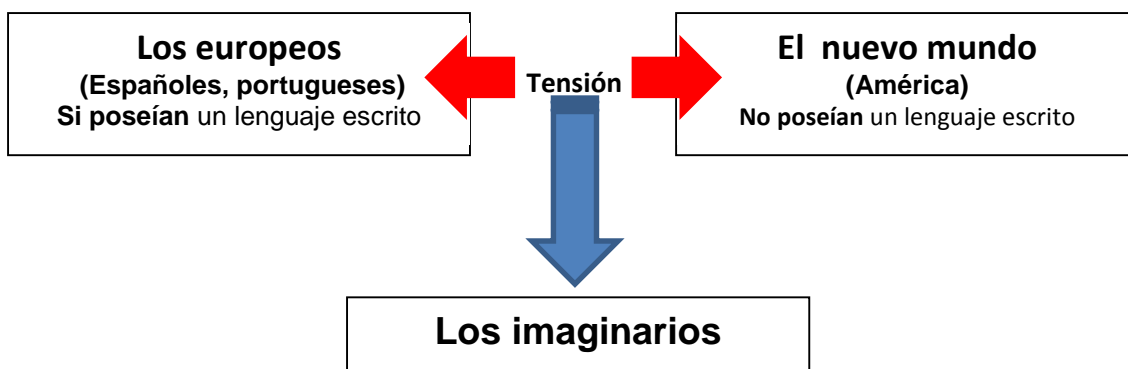 Los europeos
(Españoles, portugueses)
Si poseían un lenguaje escrito
Tensión
El nuevo mundo
(América)
No poseían un lenguaje escrito
Los imaginarios